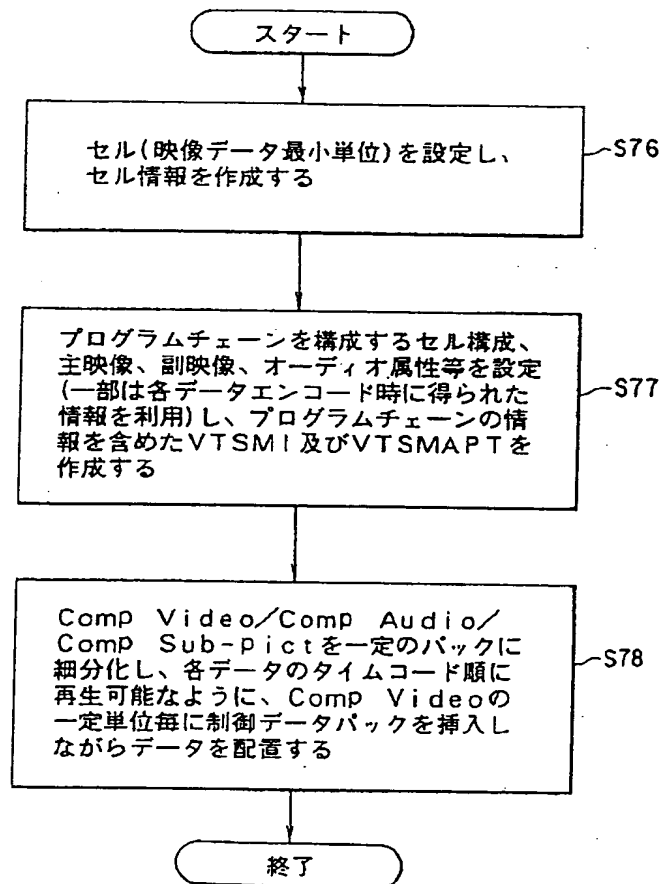 スタート
セル(映像データ最小単位)を設定し、
セル情報を作成する
S76
プログラムチェーンを構成するセル構成、
主映像、副映像、オーディオ属性等を設定
(一部は各データエンコード時に得られた
情報を利用)し、プログラムチェーンの情
報を含めたVTSMI及びVTSMAPTを
作成する
S77
Comp Video/Comp Audio/
Comp Sub-pictを一定のパックに
細分化し、各データのタイムコード順に
再生可能なように、Comp Videoの
一定単位毎に制御データパックを挿入し
ながらデータを配置する
S78
終了